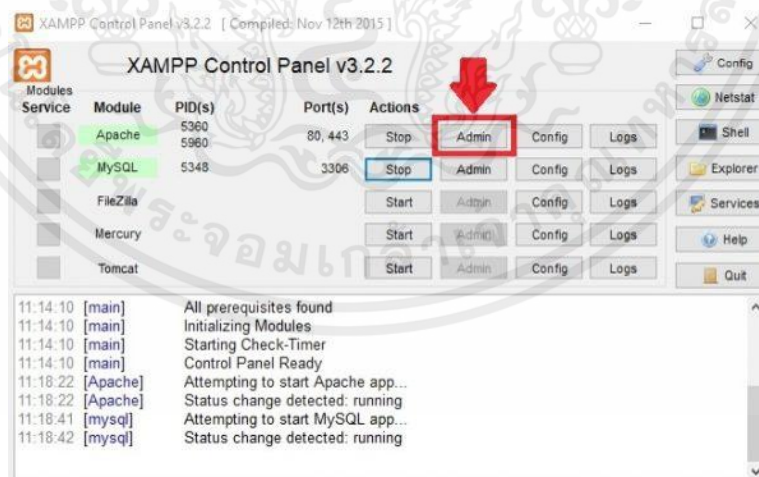 XAMPP Control Panel v3.2.2 [ Compiled: Nov 12th 2015 ]
XAMPP Control Panel v3.2.2
Config
Modules
Service Module PID(s) Port(s) Actions
Netstat
Apache 5360 5960 80, 443 Stop Admin Config Logs
Shell
MySQL 5348 3306 Stop Admin Config Logs
Explorer
FileZilla Start Admin Config Logs
Services
Mercury Start Admin Config Logs
Help
Tomcat Start Admin Config Logs
Quit
11:14:10 [main] All prerequisites found
11:14:10 [main] Initializing Modules
11:14:10 [main] Starting Check-Timer
11:14:10 [main] Control Panel Ready
11:18:22 [Apache] Attempting to start Apache app...
11:18:22 [Apache] Status change detected: running
11:18:41 [mysql] Attempting to start MySQL app...
11:18:42 [mysql] Status change detected: running